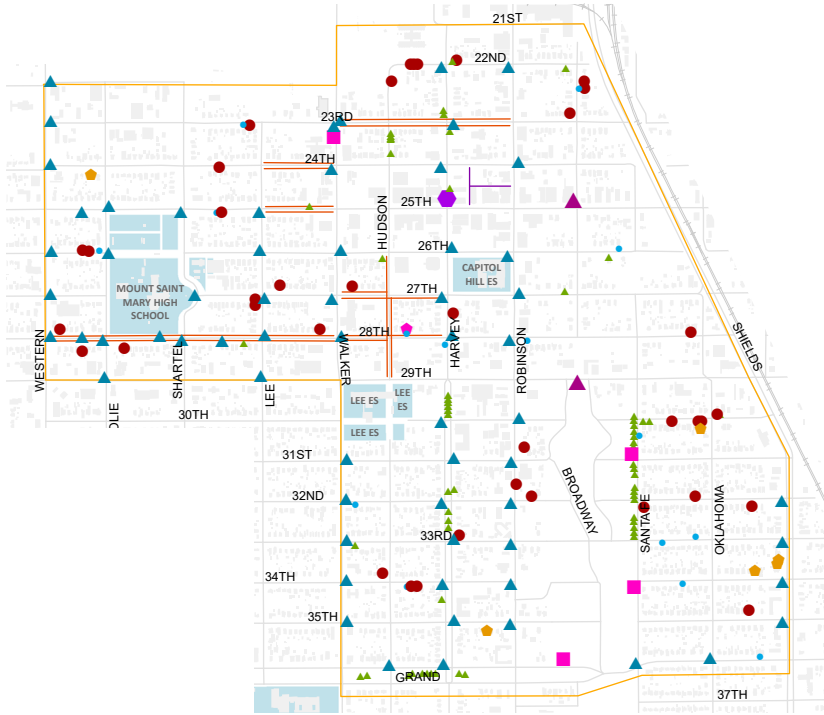 21ST
22ND
23RD
24TH
25TH
HUDSON
26TH
CAPITOL
HILL ES
27TH
MOUNT SAINT
MARY HIGH
SCHOOL
28TH
HARVEY
ROBINSON
SHIELDS
WESTERN
SHARTEL
WALKER
29TH
LEE
OLIE
30TH
LEE ES
LEE
ES
LEE ES
31ST
32ND
BROADWAY
SANTA FE
OKLAHOMA
33RD
34TH
35TH
GRAND
37TH